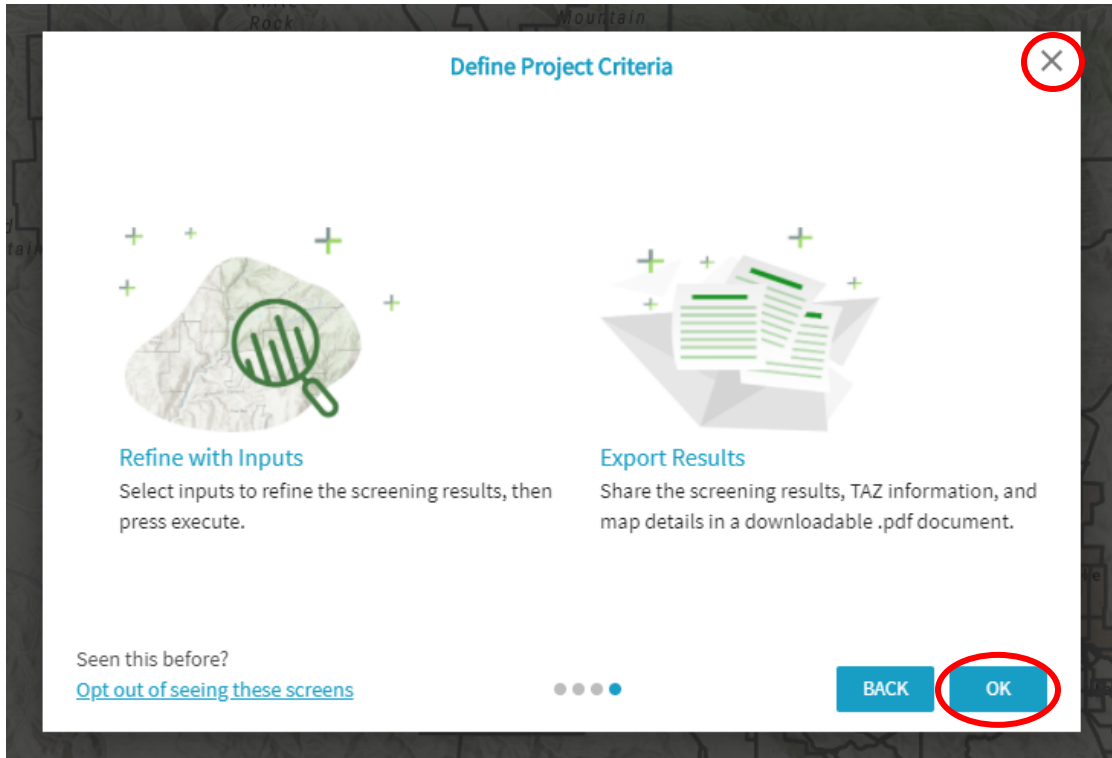 Rock
Mountain
Define Project Criteria
Refine with Inputs
Select inputs to refine the screening results, then
press execute.
Export Results
Share the screening results, TAZ information, and
map details in a downloadable .pdf document.
Seen this before?
Opt out of seeing these screens
BACK
OK